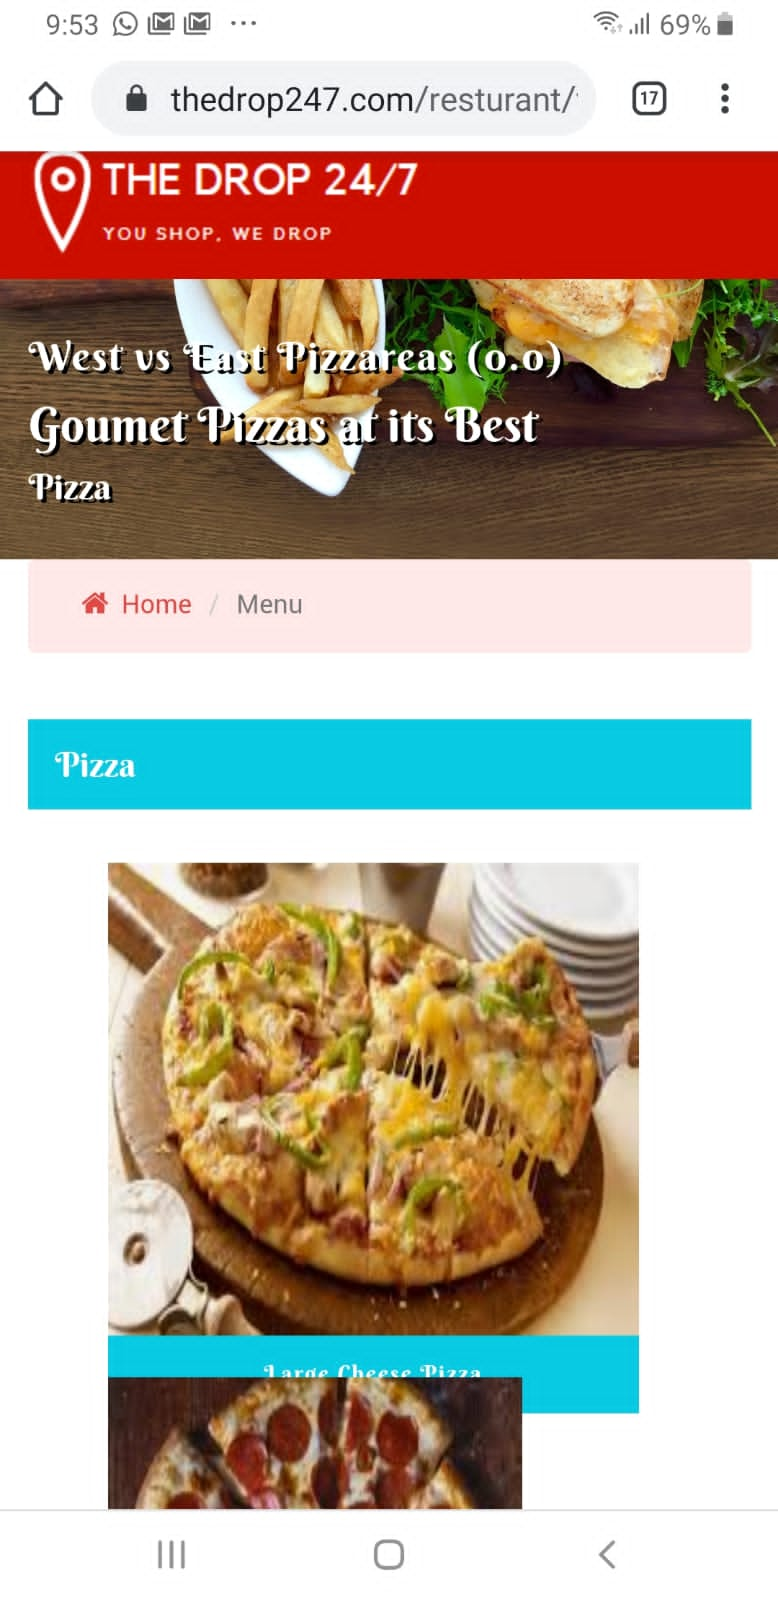 9:53
69%
thedrop247.com/resturant/
17
THE DROP 24/7
YOU SHOP, WE DROP
West vs East Pizzareas (o.o)
Goumet Pizzas at its Best
Pizza
Home / Menu
Pizza
Large Cheese Pizza